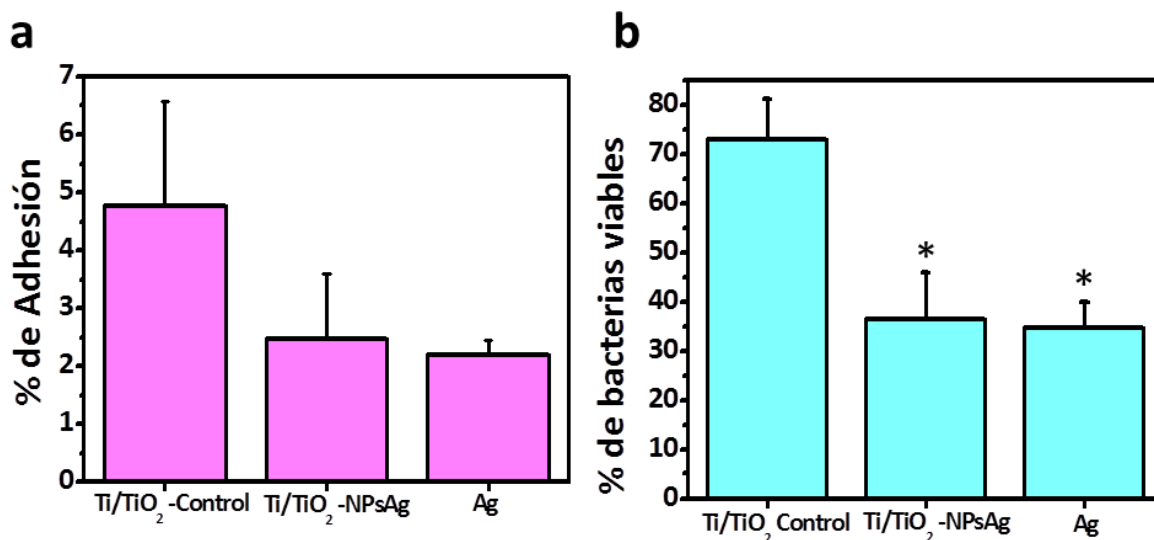 a
% de Adhesión
7
6
5
4
3
2
1
0
Ti/TiO₂-Control
Ti/TiO₂-NPsAg
Ag
b
% de bacterias viables
80
70
60
50
40
30
20
10
0
*
*
Ti/TiO₂ Control
Ti/TiO₂-NPsAg
Ag